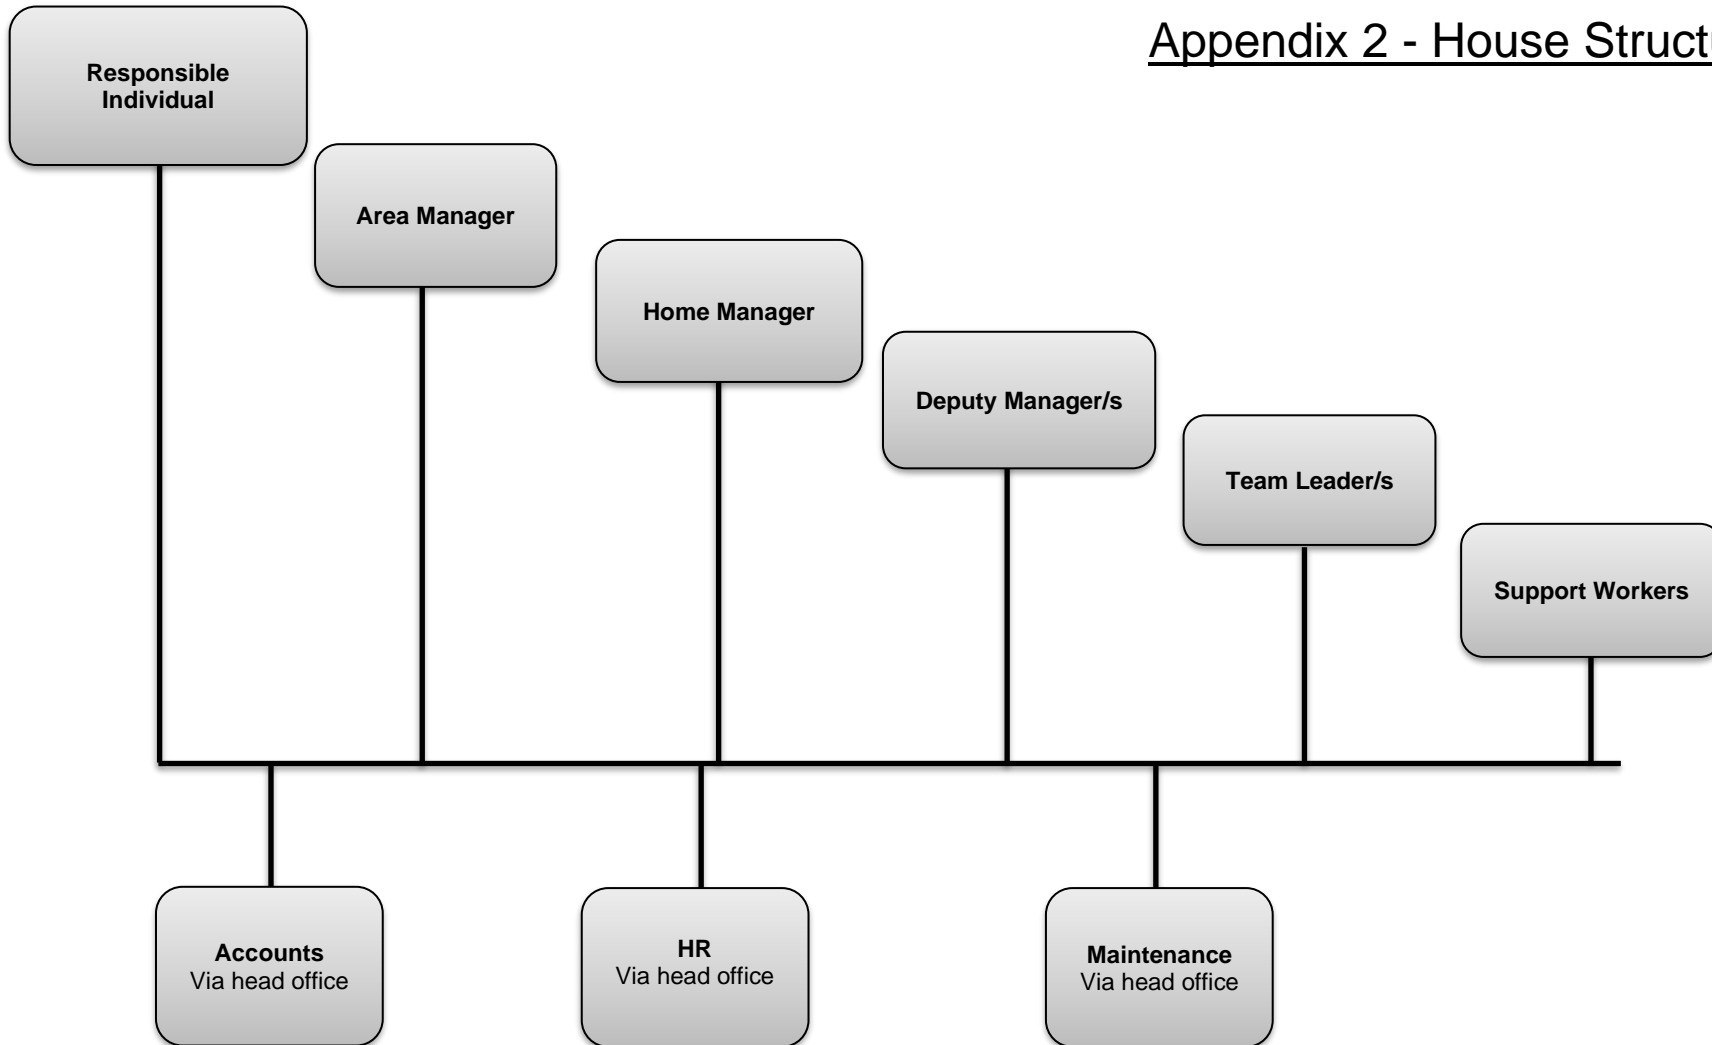 Appendix 2 - House Struct
Responsible
Individual
Area Manager
Home Manager
Deputy Manager/s
Team Leader/s
Support Workers
Accounts
Via head office
HR
Via head office
Maintenance
Via head office